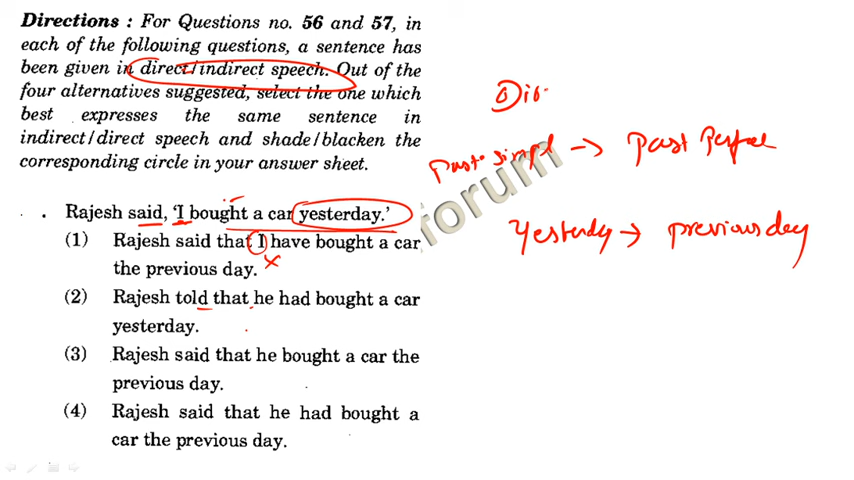 Directions : For Questions no. 56 and 57, in
each of the following questions, a sentence has
been given in direct/indirect speech. Out of the
four alternatives suggested, select the one which
best expresses the same sentence in
indirect/direct speech and shade/blacken the
corresponding circle in your answer sheet.
Rajesh said, 'I bought a car yesterday.'
(1) Rajesh said that I have bought a car
the previous day.
(2) Rajesh told that he had bought a car
yesterday.
(3) Rajesh said that he bought a car the
previous day.
(4) Rajesh said that he had bought a
car the previous day.
Past simpl → Past Perfect
Yesterday → previous day
forum